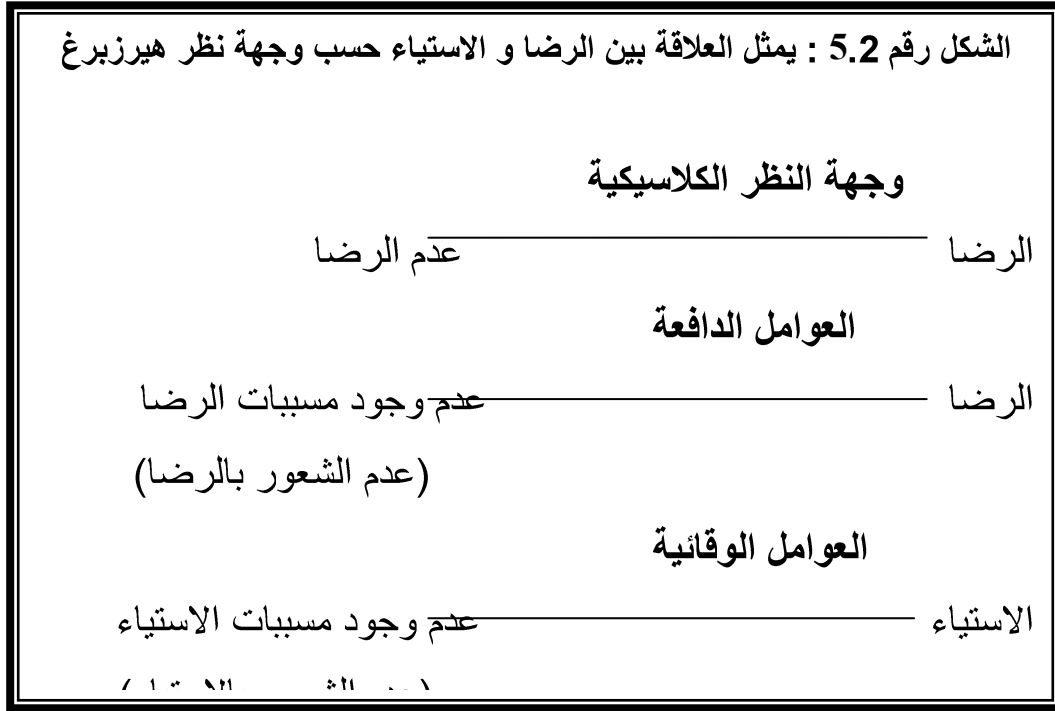 الشكل رقم 5.2 : يمثل العلاقة بين الرضا و الاستياء حسب وجهة نظر هيرزبرغ
وجهة النظر الكلاسيكية
الرضا عدم الرضا
العوامل الدافعة
الرضا عدم وجود مسببات الرضا
(عدم الشعور بالرضا)
العوامل الوقائية
الاستياء عدم وجود مسببات الاستياء